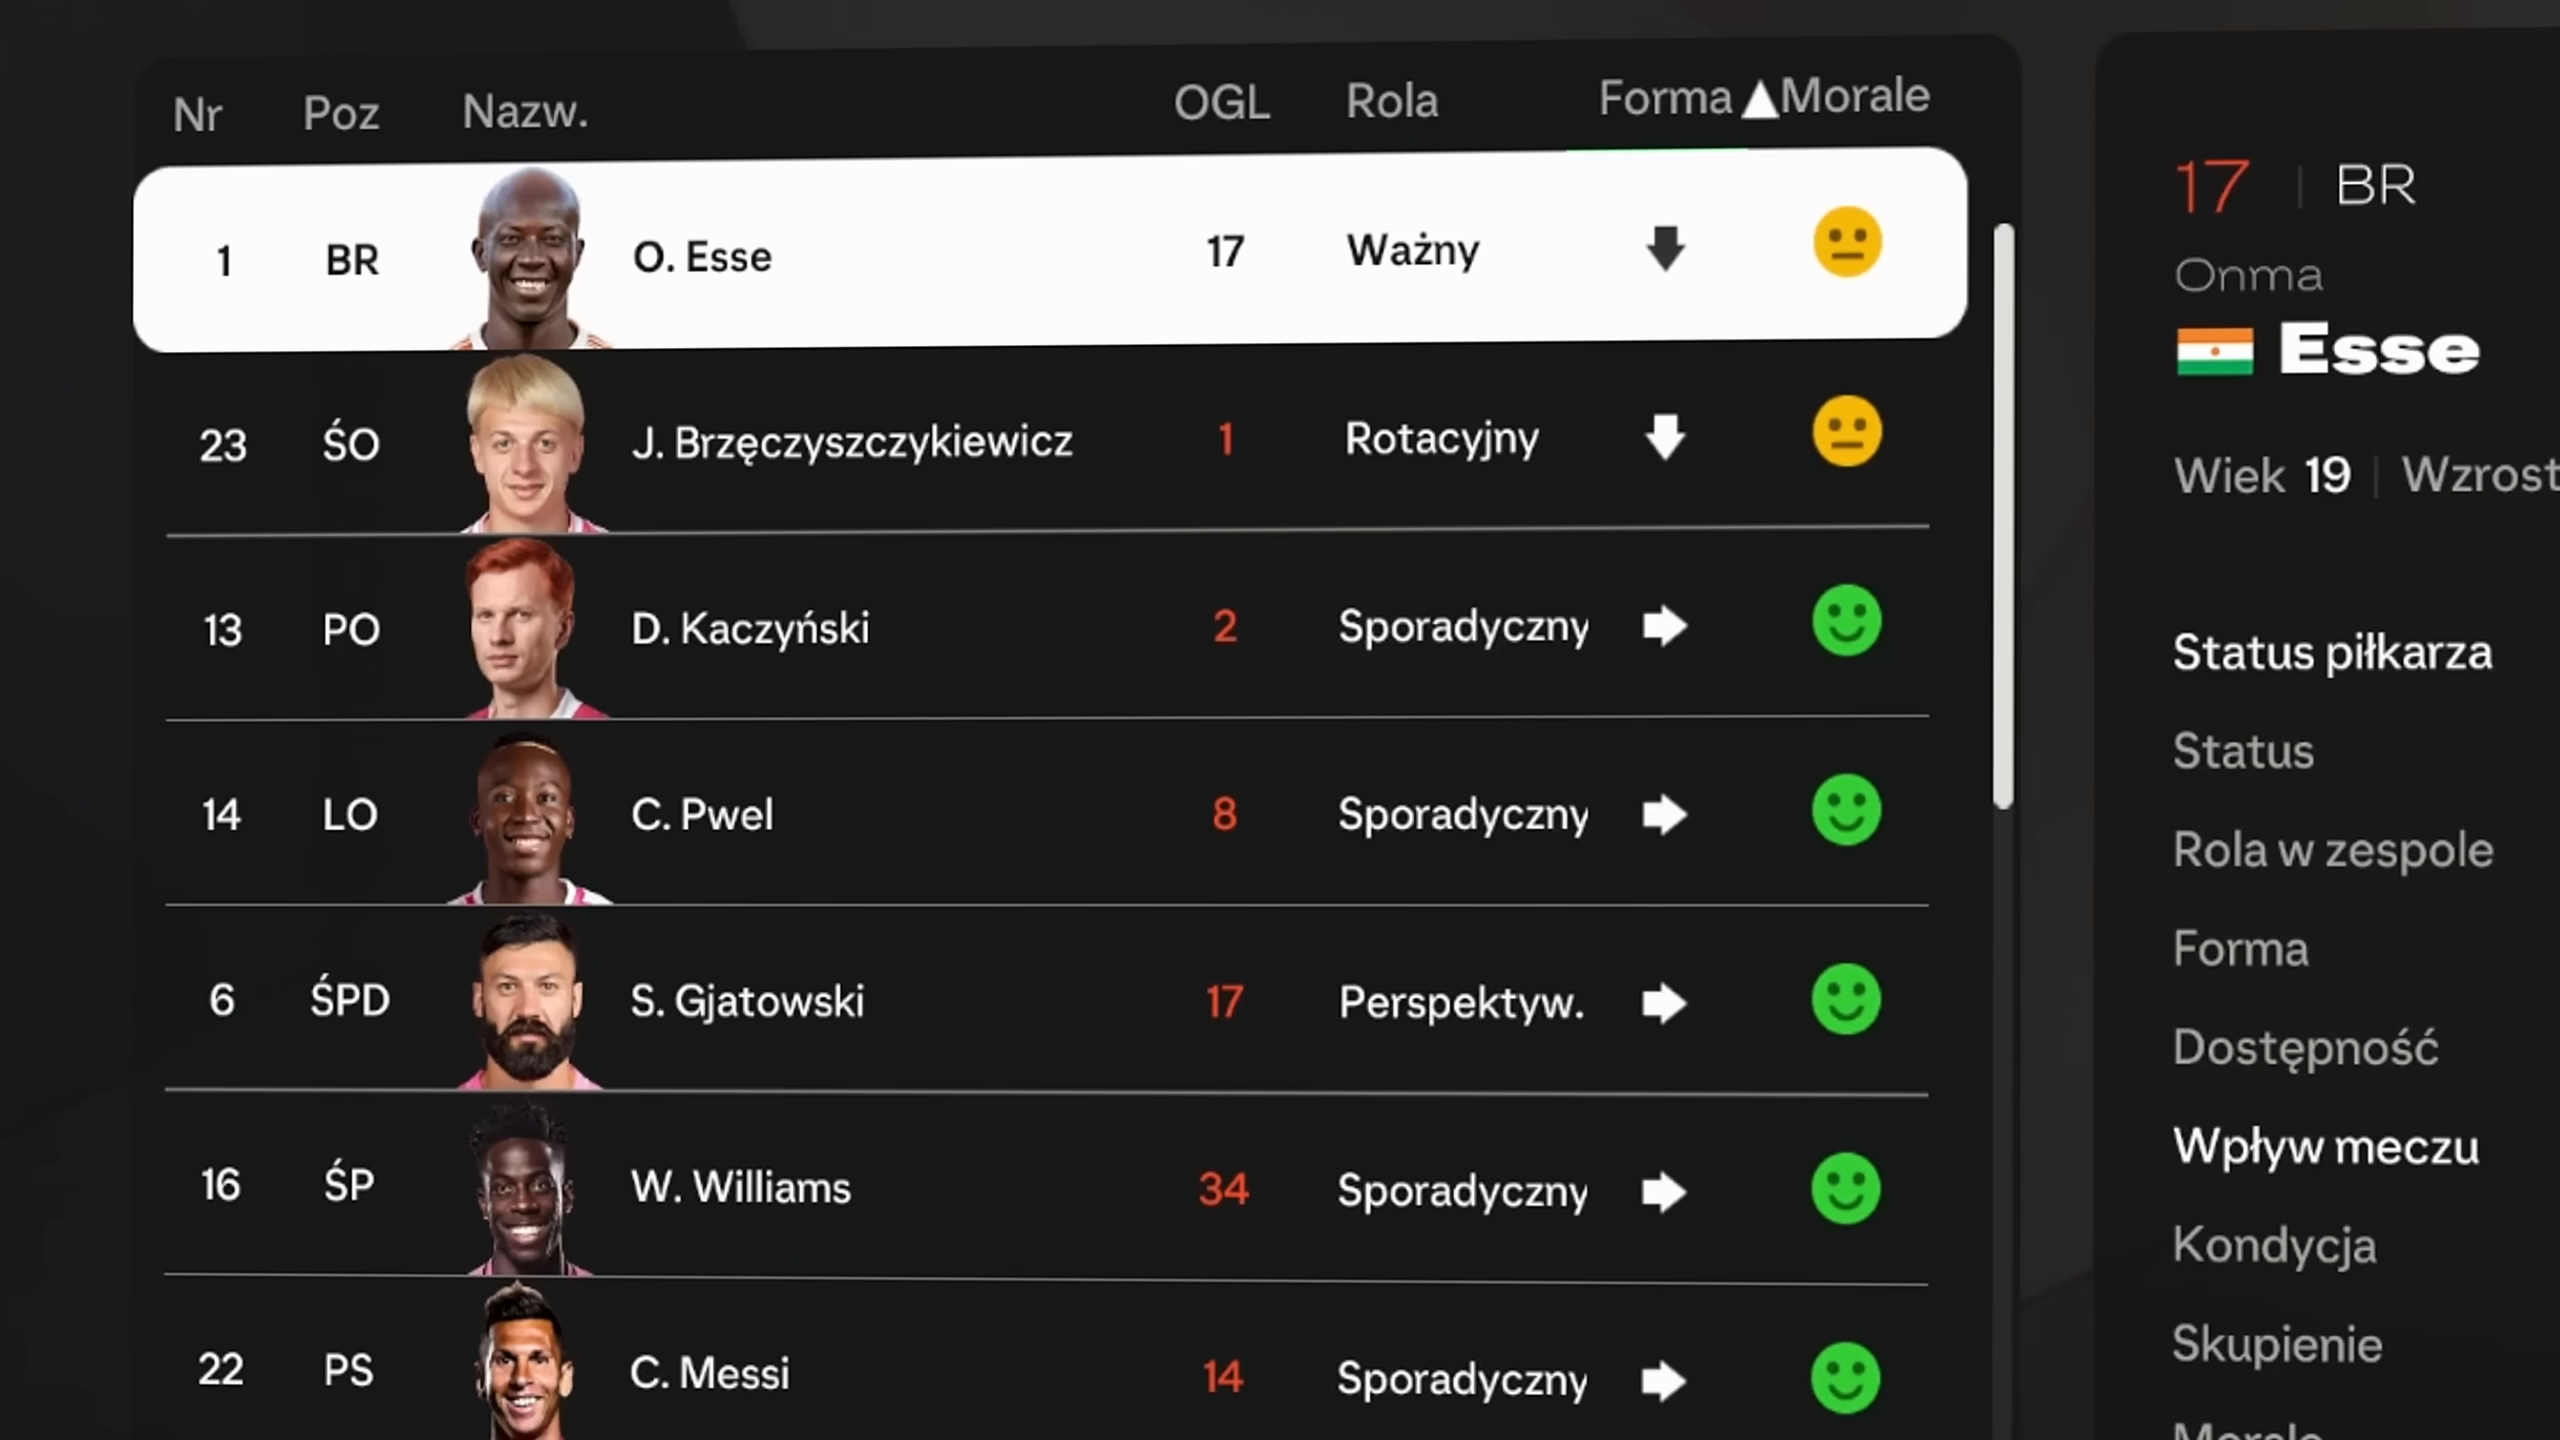 Nr Poz Nazw. OGL Rola Forma ▲ Morale
1 BR O. Esse 17 Ważny
23 ŚO J. Brzęczyszczykiewicz 1 Rotacyjny
13 PO D. Kaczyński 2 Sporadyczny
14 LO C. Pwel 8 Sporadyczny
6 ŚPD S. Gjatowski 17 Perspektyw.
16 ŚP W. Williams 34 Sporadyczny
22 PS C. Messi 14 Sporadyczny
17 | BR
Onma
Esse
Wiek 19 | Wzrost
Status piłkarza
Status
Rola w zespole
Forma
Dostępność
Wpływ meczu
Kondycja
Skupienie
Morale